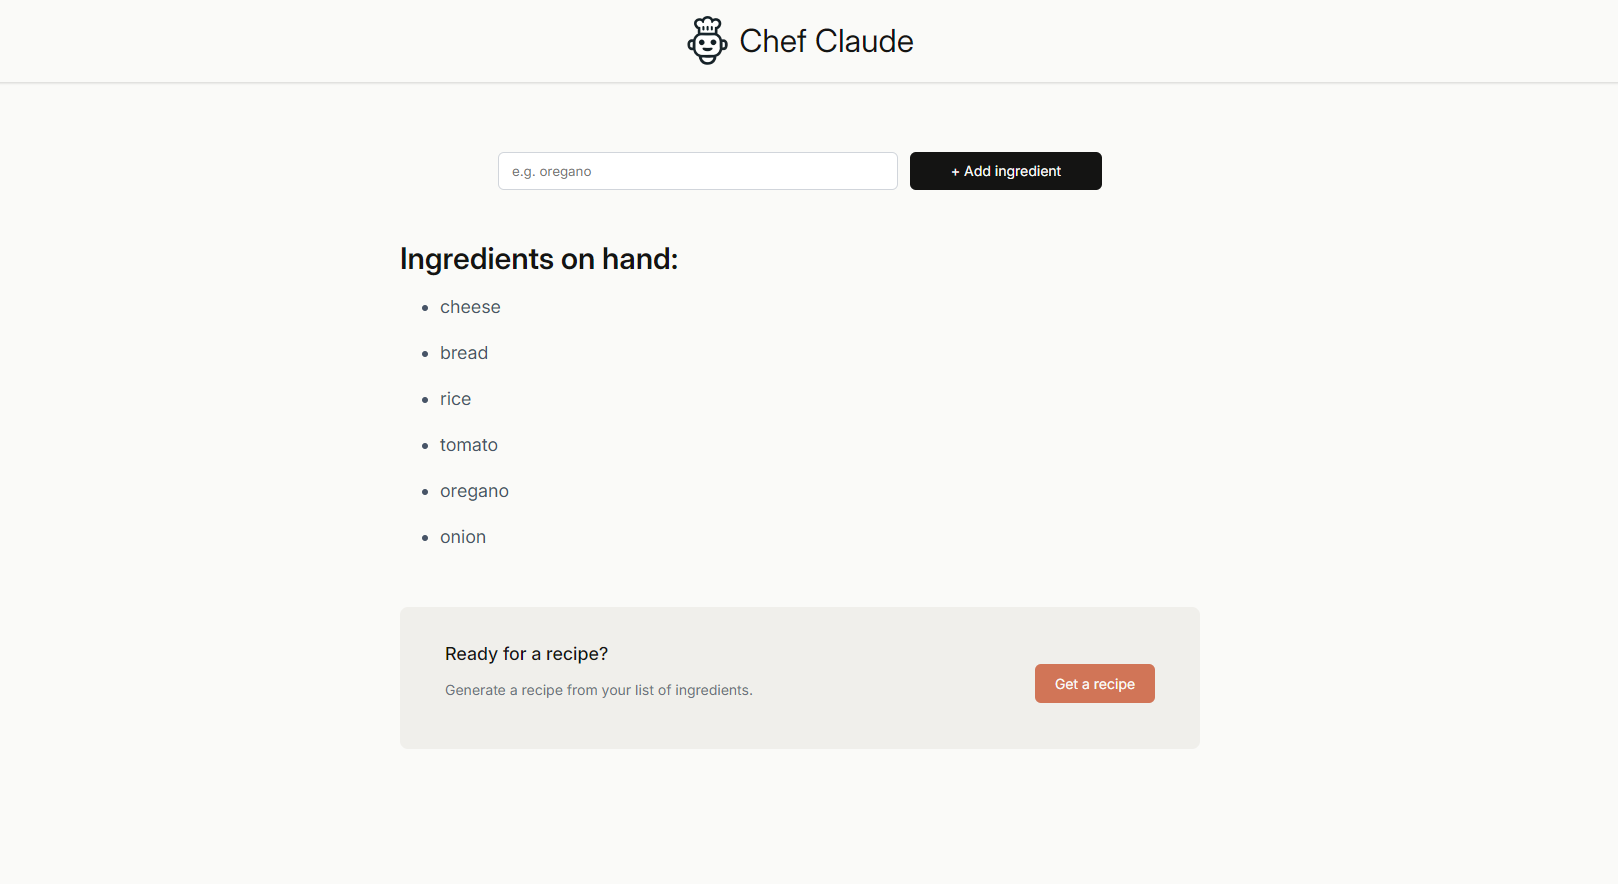 Chef Claude
e.g. oregano
+ Add ingredient
Ingredients on hand:
cheese
bread
rice
tomato
oregano
onion
Ready for a recipe?
Generate a recipe from your list of ingredients.
Get a recipe